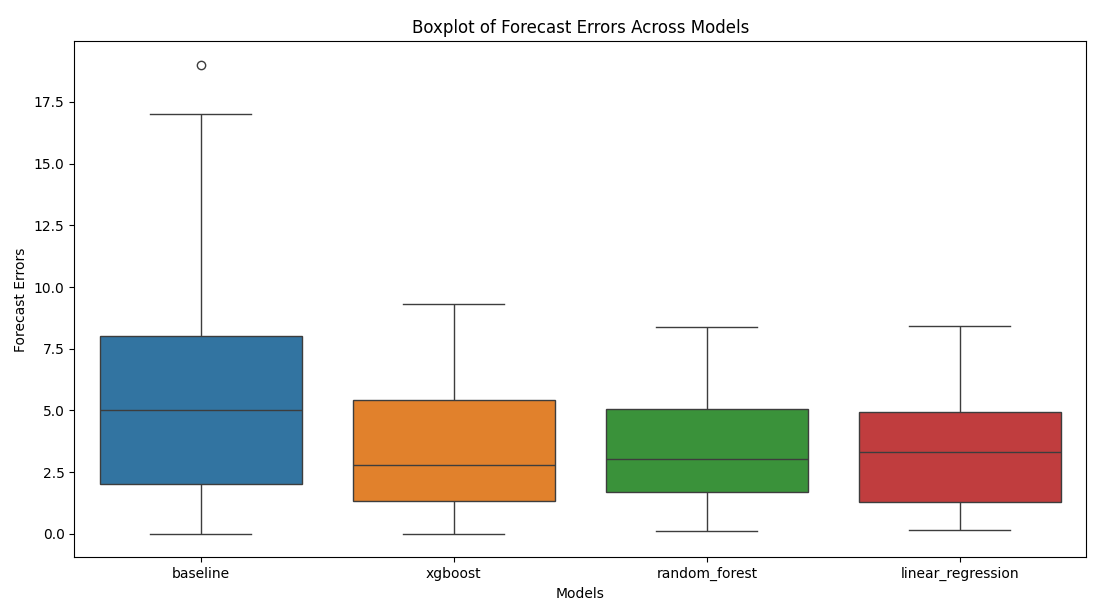 Boxplot of Forecast Errors Across Models
Forecast Errors
17.5
15.0
12.5
10.0
7.5
5.0
2.5
0.0
baseline xgboost random_forest linear_regression
Models